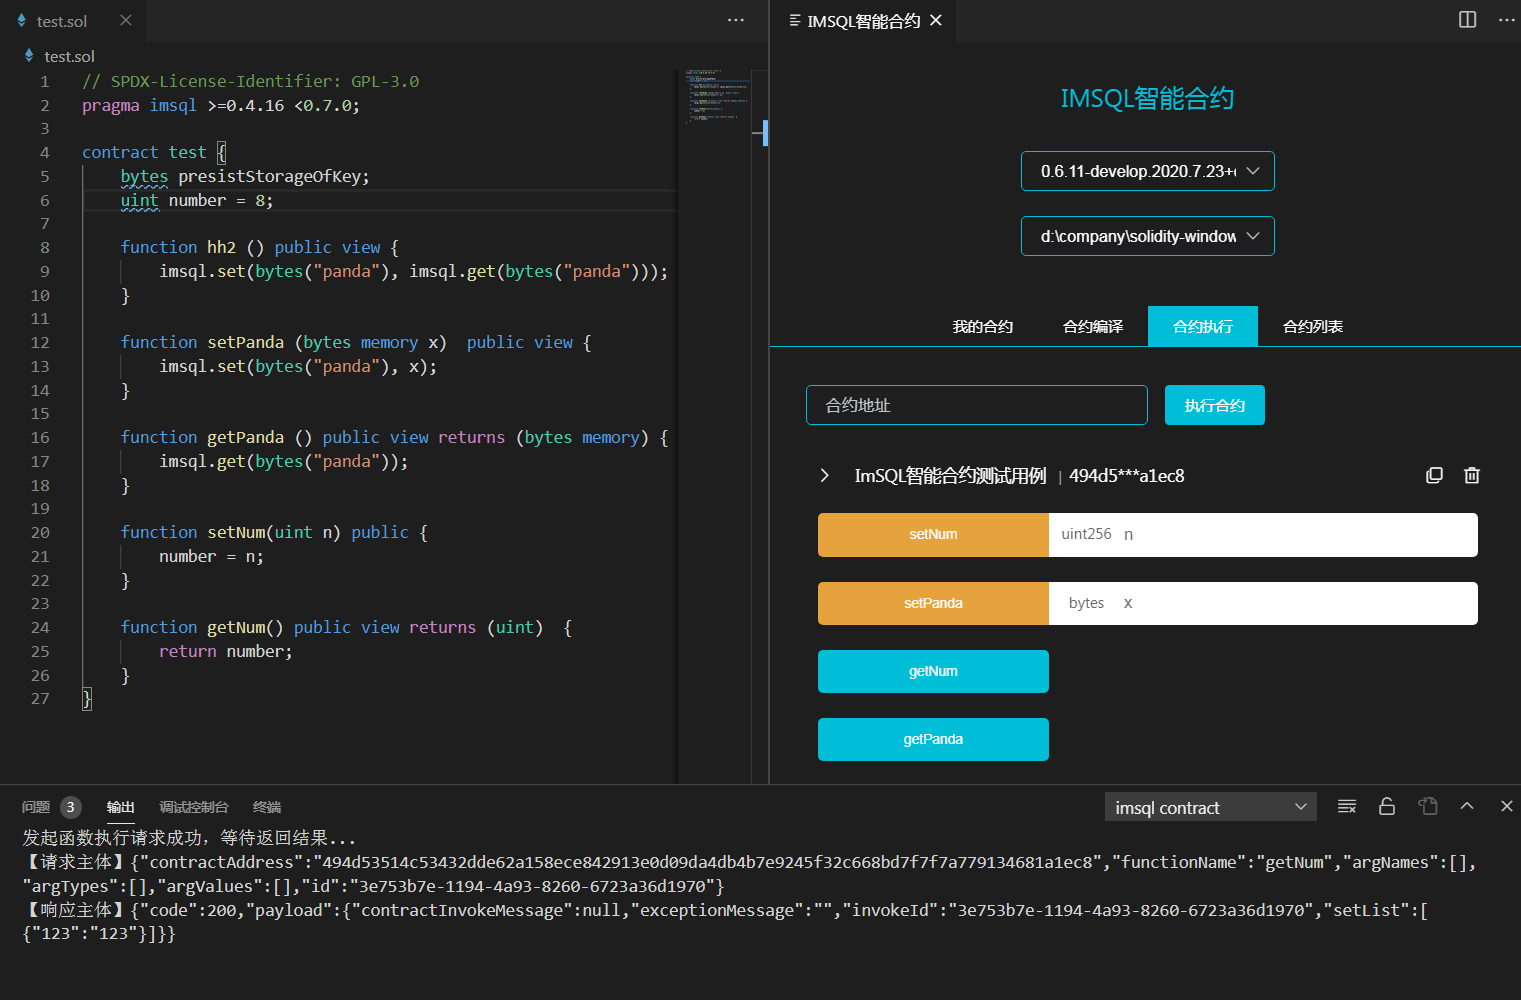 test.sol
IMSQL智能合约
test.sol
1 // SPDX-License-Identifier: GPL-3.0
2 pragma imsql >=0.4.16 <0.7.0;
3
4 contract test {
5 bytes presistStorageOfKey;
6 uint number = 8;
7
8 function hh2 () public view {
9 imsql.set(bytes("panda"), imsql.get(bytes("panda")));
10 }
11
12 function setPanda (bytes memory x)  public view {
13 imsql.set(bytes("panda"), x);
14 }
15
16 function getPanda () public view returns (bytes memory) {
17 imsql.get(bytes("panda"));
18 }
19
20 function setNum(uint n) public {
21 number = n;
22 }
23
24 function getNum() public view returns (uint)  {
25 return number;
26 }
27 }
IMSQL智能合约
0.6.11-develop.2020.7.23+
d:\company\solidity-window
我的合约 合约编译 合约执行 合约列表
合约地址 执行合约
ImSQL智能合约测试用例 | 494d5***a1ec8
setNum uint256 n
setPanda bytes x
getNum
getPanda
问题 3 输出 调试控制台 终端 imsql contract
发起函数执行请求成功, 等待返回结果...
【请求主体】{"contractAddress":"494d53514c53432dde62a158ece842913e0d09da4db4b7e9245f32c668bd7f7f7a779134681a1ec8","functionName":"getNum","argNames":[],
"argTypes":[],"argValues":[],"id":"3e753b7e-1194-4a93-8260-6723a36d1970"}
【响应主体】{"code":200,"payload":{"contractInvokeMessage":null,"exceptionMessage":"","invokeId":"3e753b7e-1194-4a93-8260-6723a36d1970","setList":[
{"123":"123"}]}}